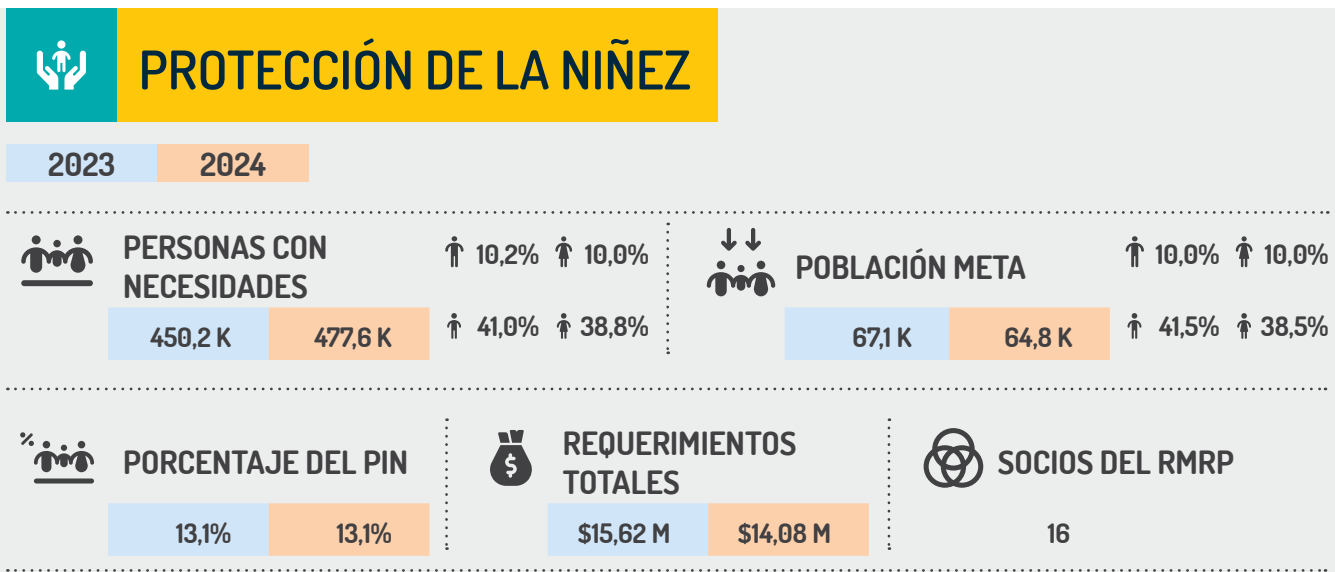 PROTECCIÓN DE LA NIÑEZ
2023 2024
PERSONAS CON
NECESIDADES
450,2 K 477,6 K
10,2% 10,0%
41,0% 38,8%
POBLACIÓN META
67,1 K 64,8 K
10,0% 10,0%
41,5% 38,5%
% PORCENTAJE DEL PIN
13,1% 13,1%
$ REQUERIMIENTOS
TOTALES
$15,62 M $14,08 M
SOCIOS DEL RMRP
16